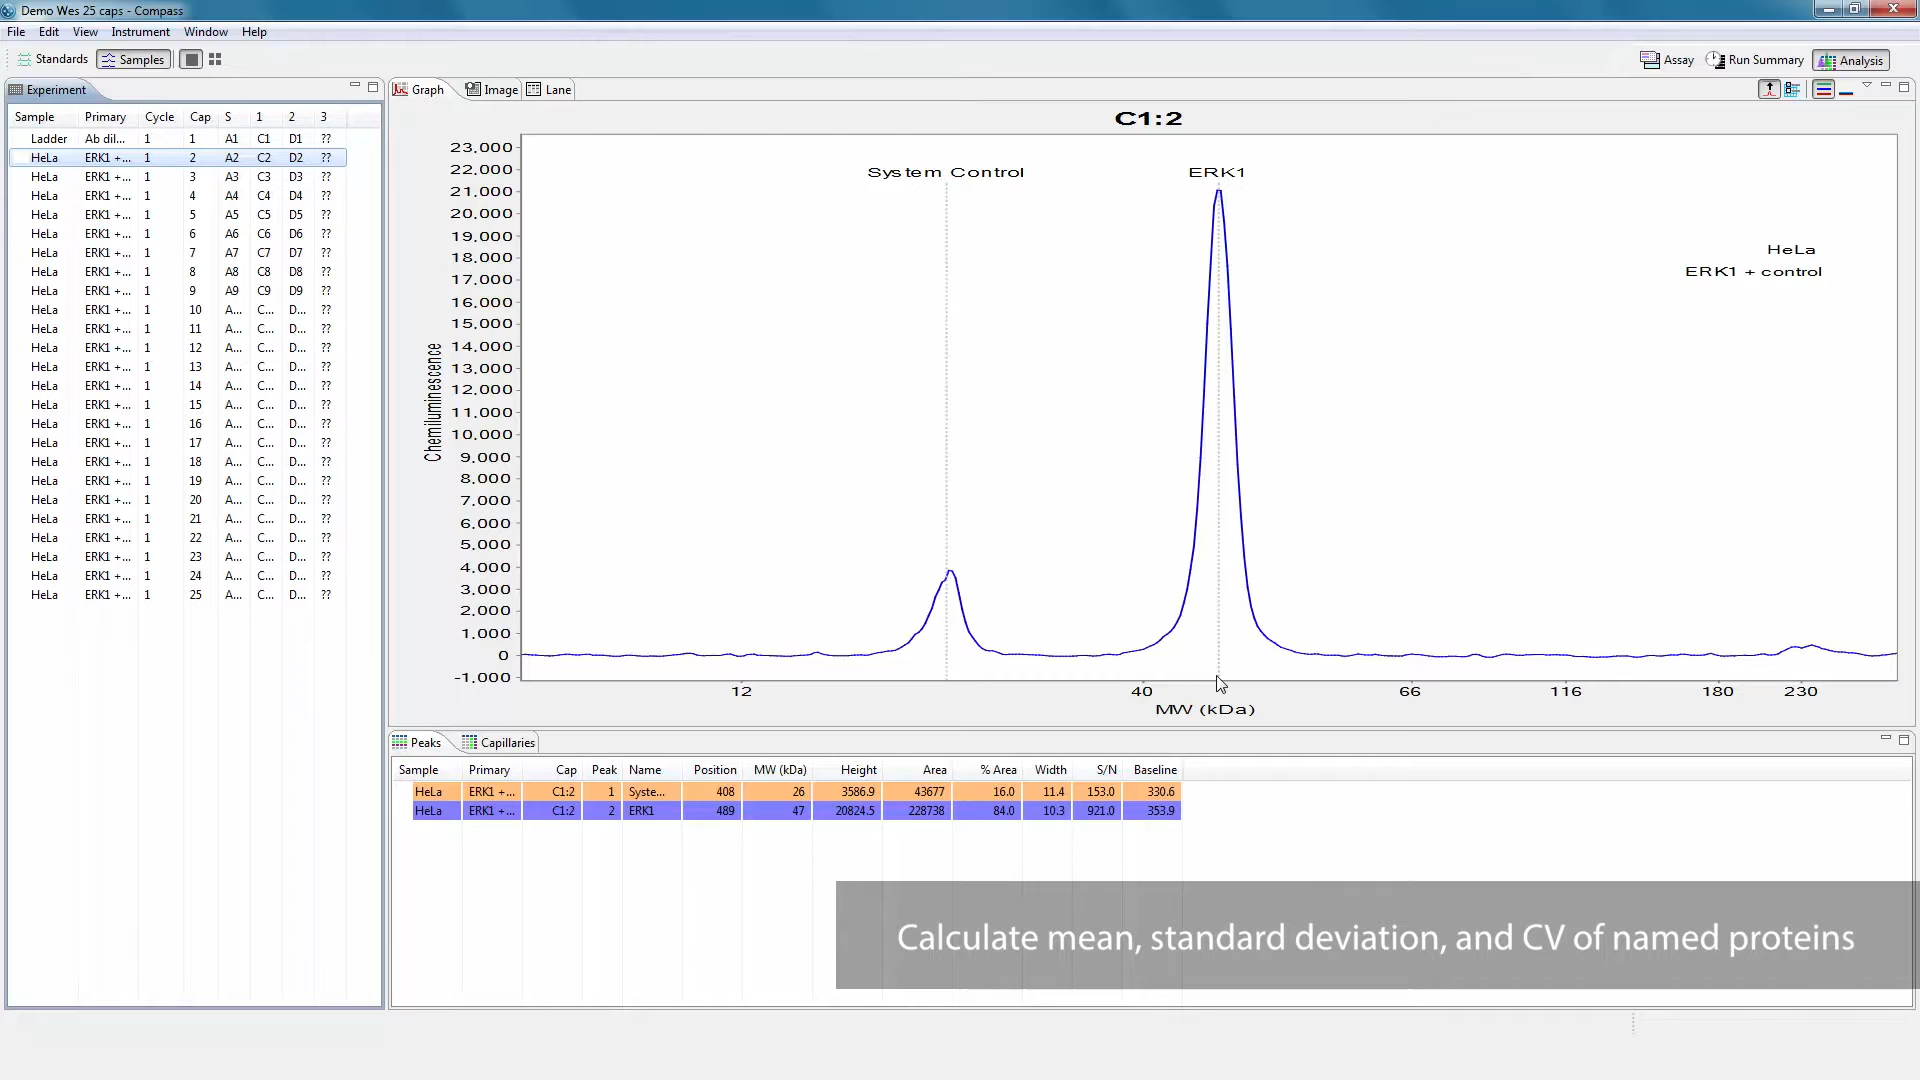 Demo Wes 25 caps - Compass
File Edit View Instrument Window Help
Standards Samples
Assay Run Summary Analysis
Experiment
Sample Primary Cycle Cap S 1 2 3
Ladder Ab dil... 1 1 A1 C1 D1 ??
HeLa ERK1 +... 1 2 A2 C2 D2 ??
HeLa ERK1 +... 1 3 A3 C3 D3 ??
HeLa ERK1 +... 1 4 A4 C4 D4 ??
HeLa ERK1 +... 1 5 A5 C5 D5 ??
HeLa ERK1 +... 1 6 A6 C6 D6 ??
HeLa ERK1 +... 1 7 A7 C7 D7 ??
HeLa ERK1 +... 1 8 A8 C8 D8 ??
HeLa ERK1 +... 1 9 A9 C9 D9 ??
HeLa ERK1 +... 1 10 A... C... D... ??
HeLa ERK1 +... 1 11 A... C... D... ??
HeLa ERK1 +... 1 12 A... C... D... ??
HeLa ERK1 +... 1 13 A... C... D... ??
HeLa ERK1 +... 1 14 A... C... D... ??
HeLa ERK1 +... 1 15 A... C... D... ??
HeLa ERK1 +... 1 16 A... C... D... ??
HeLa ERK1 +... 1 17 A... C... D... ??
HeLa ERK1 +... 1 18 A... C... D... ??
HeLa ERK1 +... 1 19 A... C... D... ??
HeLa ERK1 +... 1 20 A... C... D... ??
HeLa ERK1 +... 1 21 A... C... D... ??
HeLa ERK1 +... 1 22 A... C... D... ??
HeLa ERK1 +... 1 23 A... C... D... ??
HeLa ERK1 +... 1 24 A... C... D... ??
HeLa ERK1 +... 1 25 A... C... D... ??
Graph Image Lane
C1:2
System Control ERK1
HeLa
ERK1 + control
Chemiluminescence
23,000
22,000
21,000
20,000
19,000
18,000
17,000
16,000
15,000
14,000
13,000
12,000
11,000
10,000
9,000
8,000
7,000
6,000
5,000
4,000
3,000
2,000
1,000
0
-1,000
12 40 66 116 180 230
MW (kDa)
Peaks Capillaries
Sample Primary Cap Peak Name Position MW (kDa) Height Area % Area Width S/N Baseline
HeLa ERK1 +... C1:2 1 Syste... 408 26 3586.9 43677 16.0 11.4 153.0 330.6
HeLa ERK1 +... C1:2 2 ERK1 489 47 20824.5 228738 84.0 10.3 921.0 353.9
Calculate mean, standard deviation, and CV of named proteins